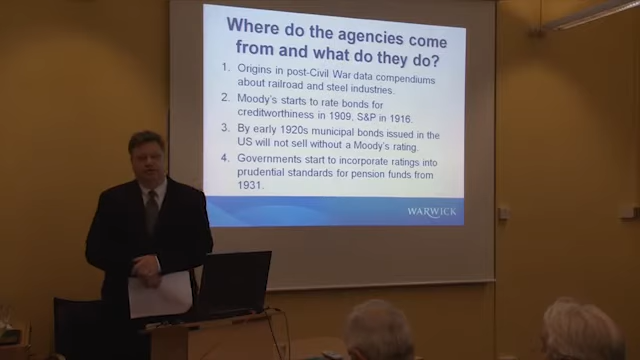 Where do the agencies come
from and what do they do?
1. Origins in post-Civil War data compendiums
about railroad and steel industries.
2. Moody's starts to rate bonds for
creditworthiness in 1909, S&P in 1916.
3. By early 1920s municipal bonds issued in the
US will not sell without a Moody's rating.
4. Governments start to incorporate ratings into
prudential standards for pension funds from
1931.
WARWICK